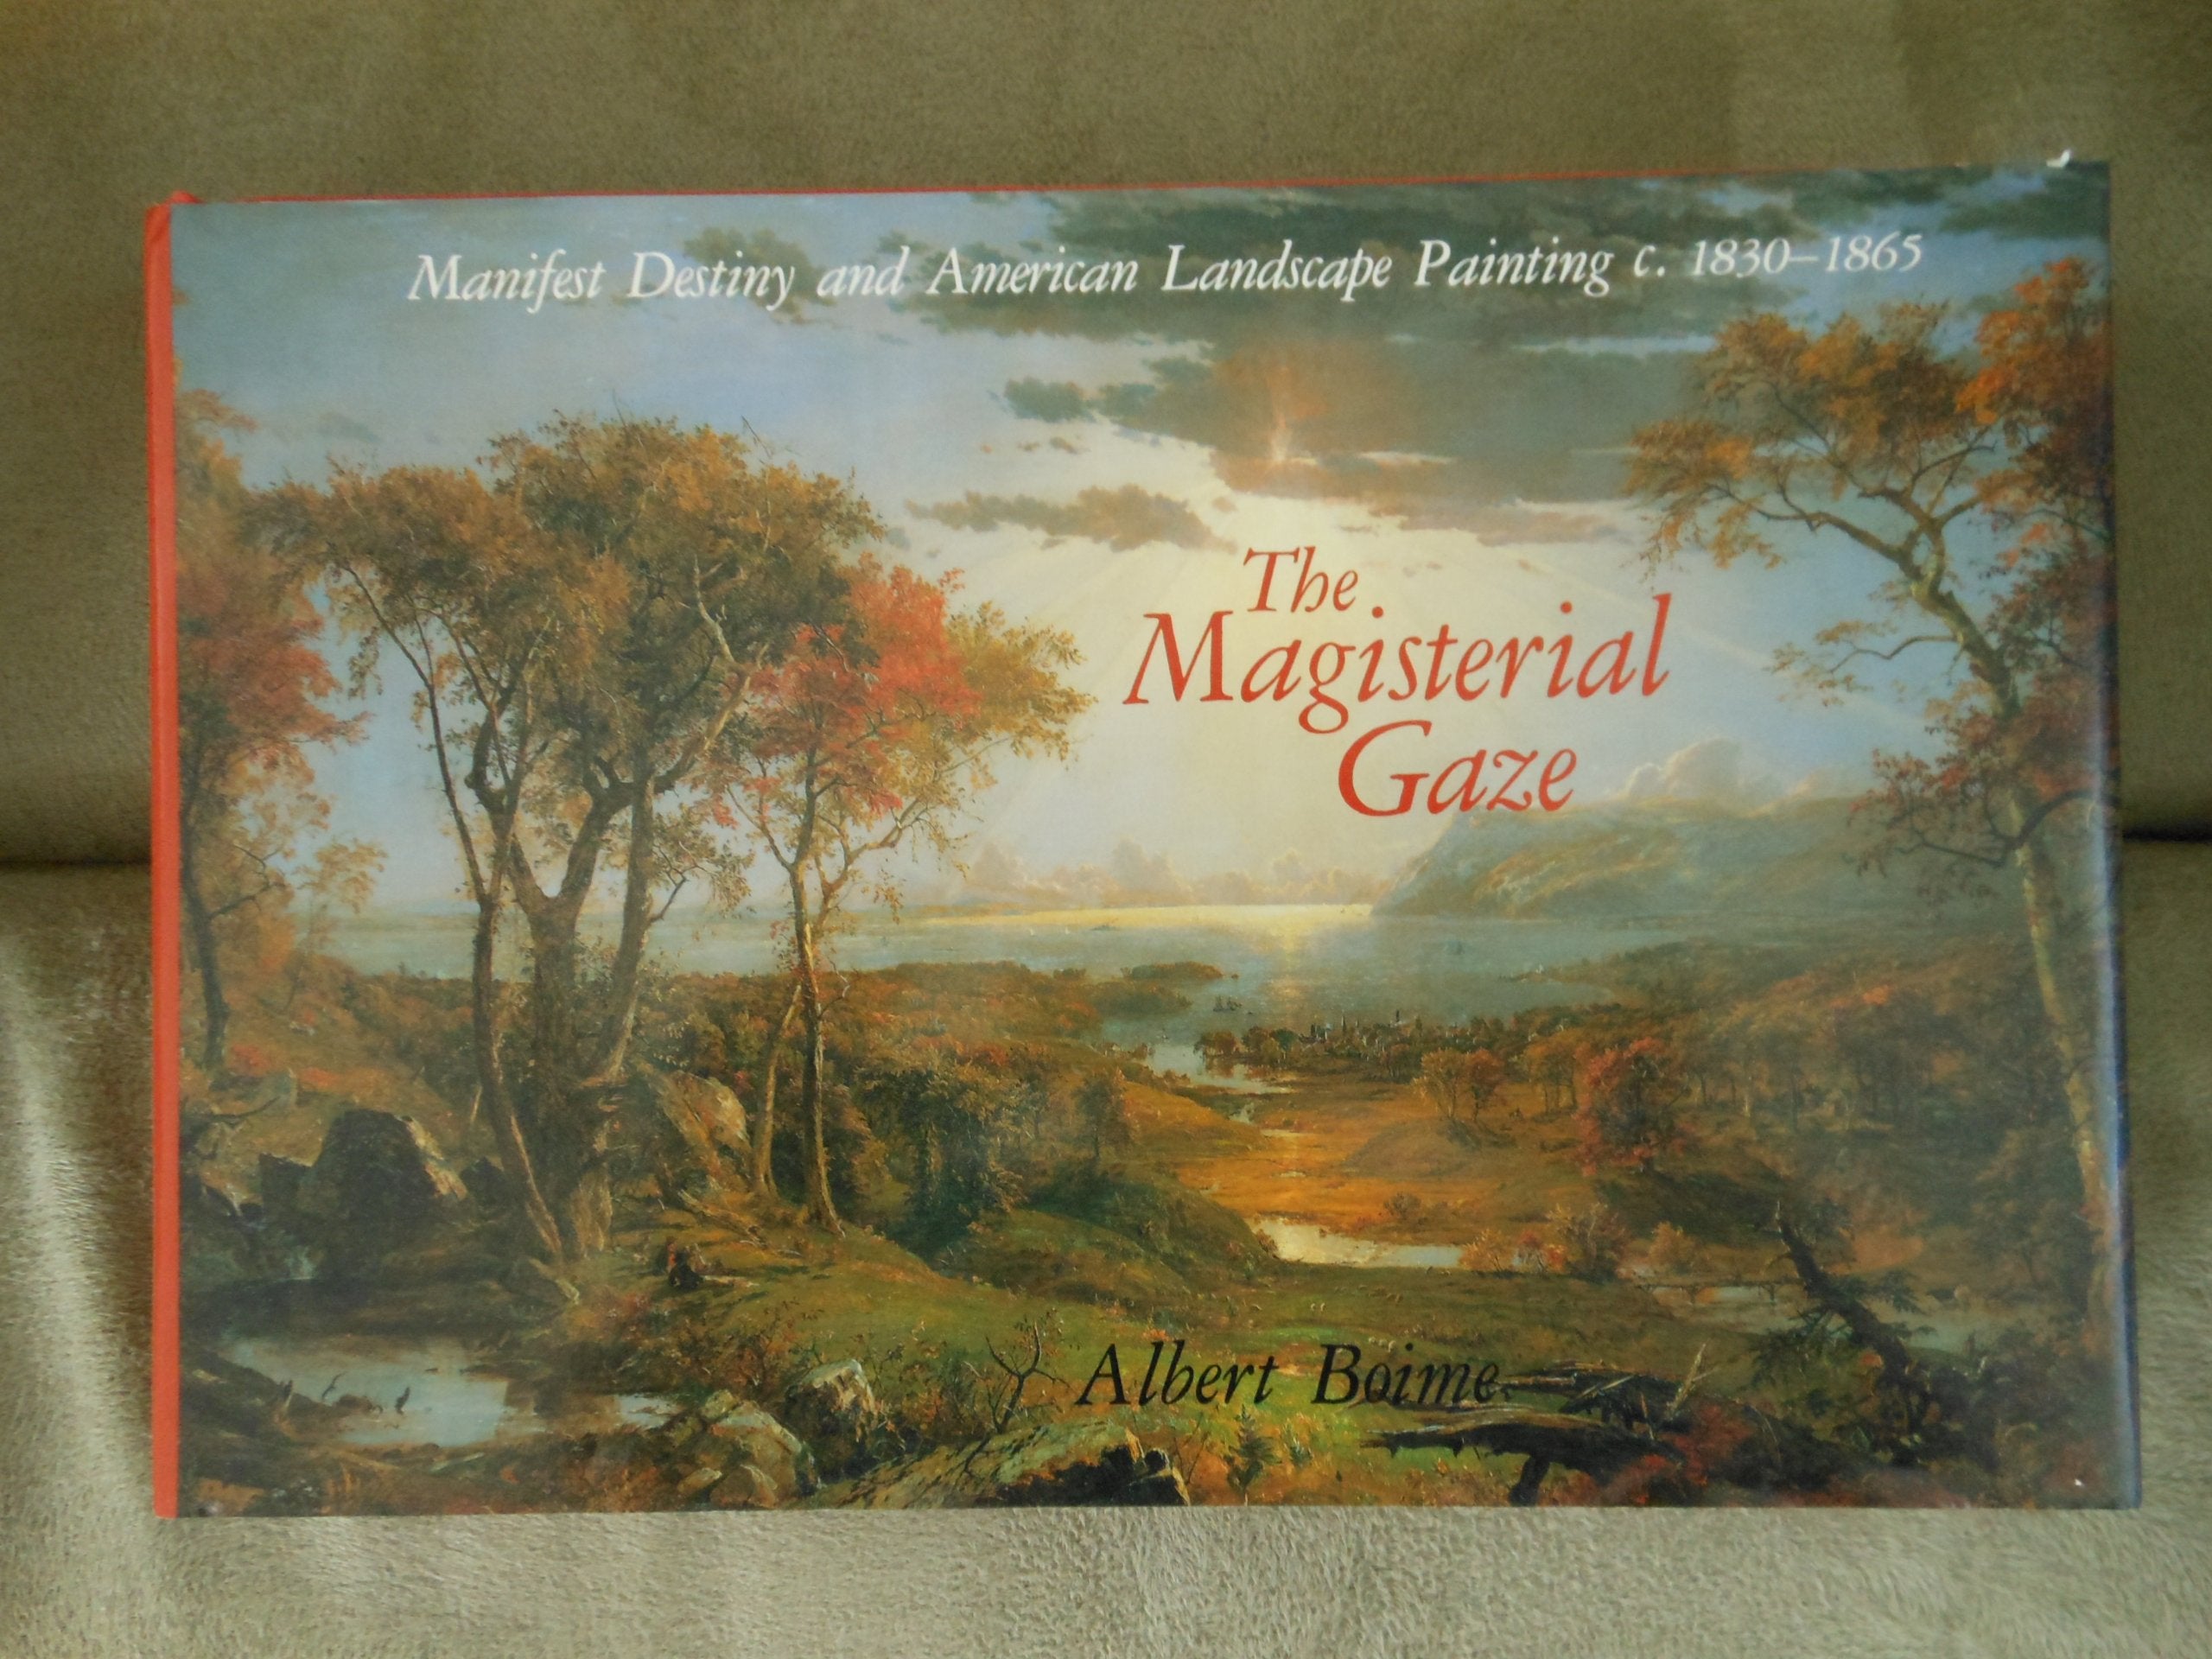 Manifest Destiny and American Landscape Painting c. 1830–1865
The
Magisterial
Gaze
Albert Boime